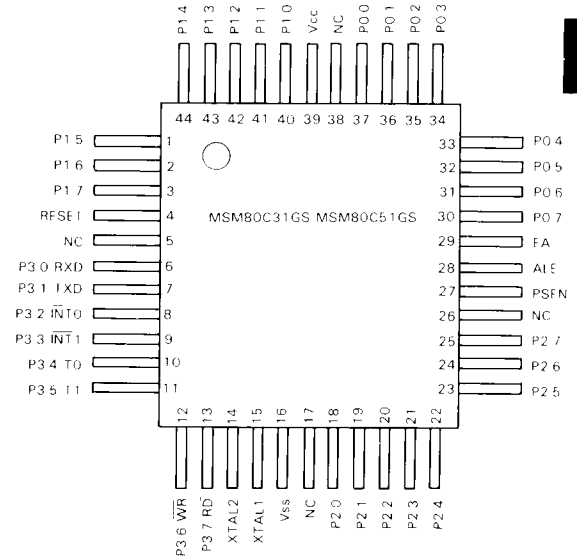 P1 4 P1 3 P1 2 P1 1 P1 0 Vcc NC P0 0 P0 1 P0 2 P0 3
44 43 42 41 40 39 38 37 36 35 34
P1 5 1
P1 6 2
P1 7 3
RESET 4
NC 5
P3 0 RXD 6
P3 1 TXD 7
P3 2 INT0 8
P3 3 INT1 9
P3 4 T0 10
P3 5 T1 11
MSM80C31GS MSM80C51GS
33 P0 4
32 P0 5
31 P0 6
30 P0 7
29 EA
28 ALE
27 PSEN
26 NC
25 P2 7
24 P2 6
23 P2 5
12 13 14 15 16 17 18 19 20 21 22
P3 6 WR P3 7 RD XTAL2 XTAL1 Vss NC P2 0 P2 1 P2 2 P2 3 P2 4